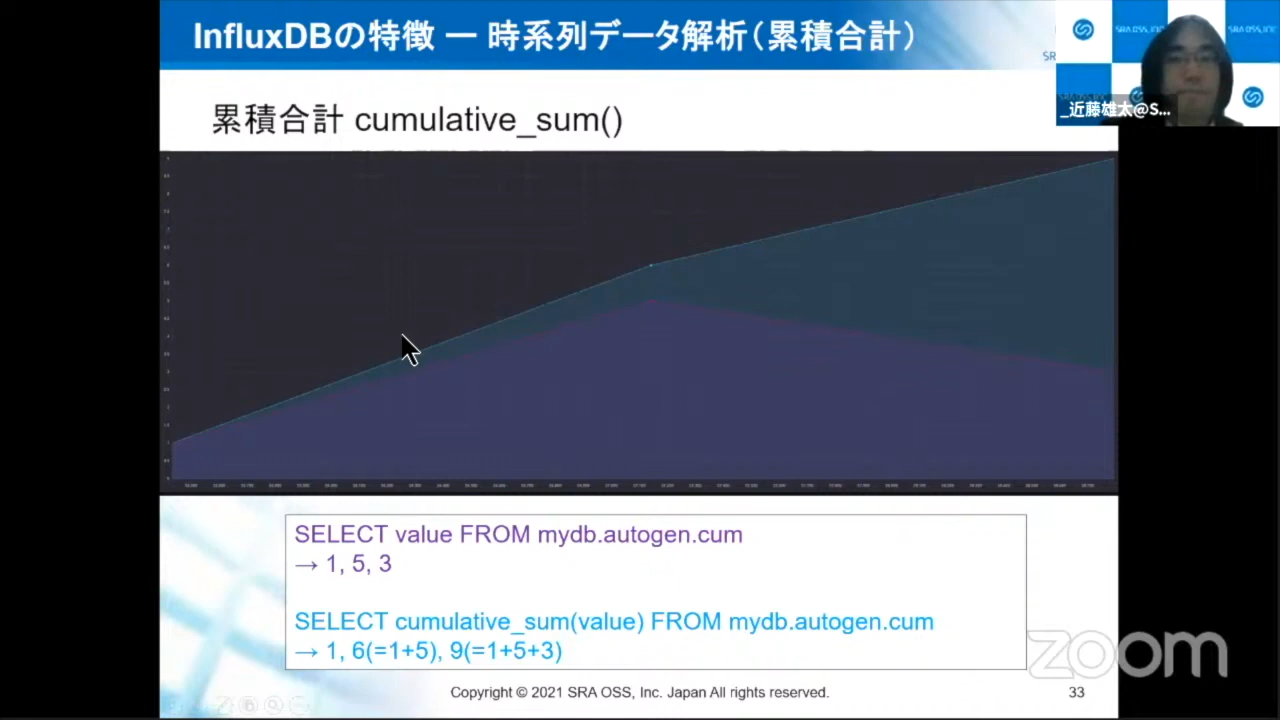 InfluxDBの特徴 ー 時系列データ解析（累積合計）
累積合計 cumulative_sum()
_近藤雄太@S...
SELECT value FROM mydb.autogen.cum
→ 1, 5, 3
SELECT cumulative_sum(value) FROM mydb.autogen.cum
→ 1, 6(=1+5), 9(=1+5+3)
zoom
Copyright © 2021 SRA OSS, Inc. Japan All rights reserved.
33